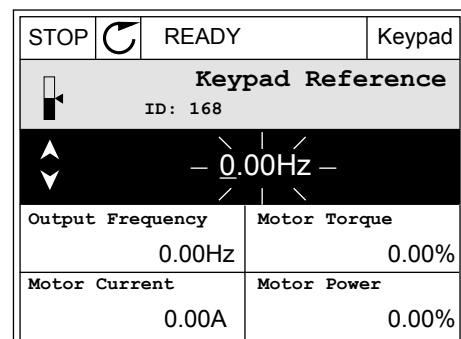 STOP READY Keypad
Keypad Reference
ID: 168
0.00Hz
Output Frequency Motor Torque
0.00Hz 0.00%
Motor Current Motor Power
0.00A 0.00%